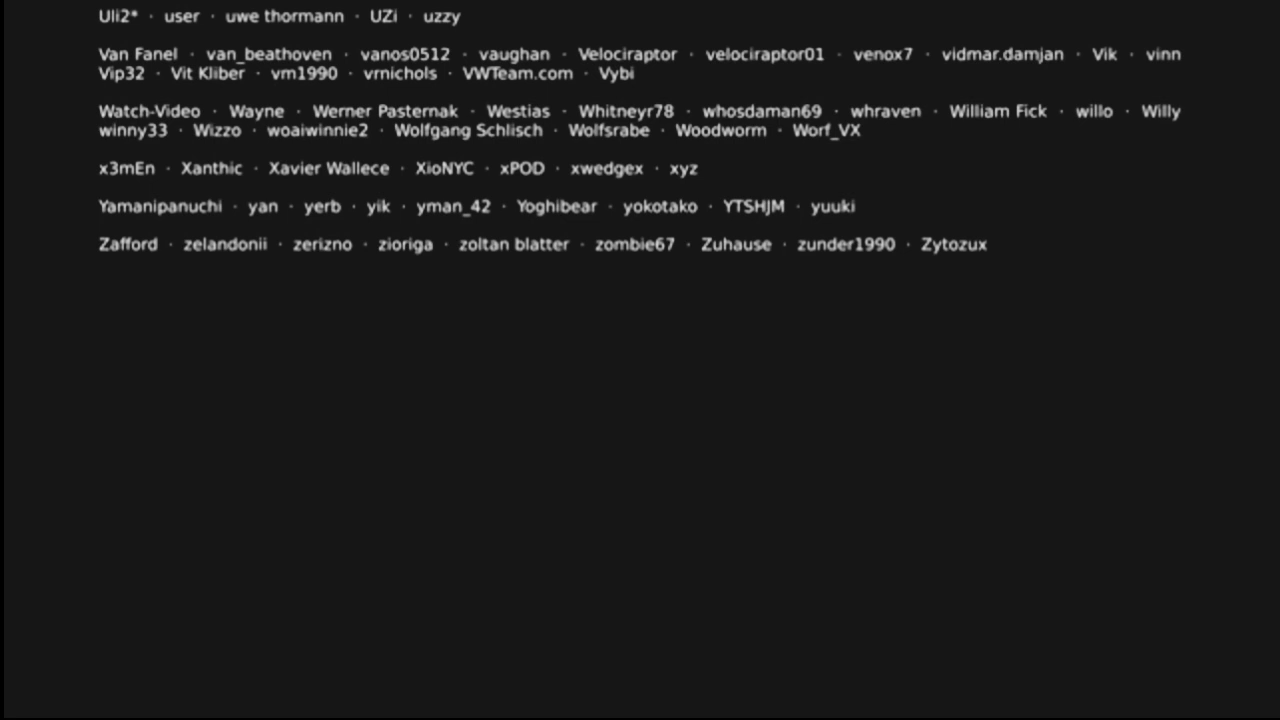 Uli2* · user · uwe thormann · UZi · uzzy
Van Fanel · van_beathoven · vanos0512 · vaughan · Velociraptor · velociraptor01 · venox7 · vidmar.damjan · Vik · vinn
Vip32 · Vit Kliber · vm1990 · vrnichols · VWTeam.com · Vybi
Watch-Video · Wayne · Werner Pasternak · Westias · Whitneyr78 · whosdaman69 · whraven · William Fick · willo · Willy
winny33 · Wizzo · woaiwinnie2 · Wolfgang Schlisch · Wolfsrabe · Woodworm · Worf_VX
x3mEn · Xanthic · Xavier Wallece · XioNYC · xPOD · xwedgex · xyz
Yamanipanuchi · yan · yerb · yik · yman_42 · Yoghibear · yokotako · YTSHJM · yuuki
Zafford · zelandonii · zerizno · zioriga · zoltan blatter · zombie67 · Zuhause · zunder1990 · Zytozux